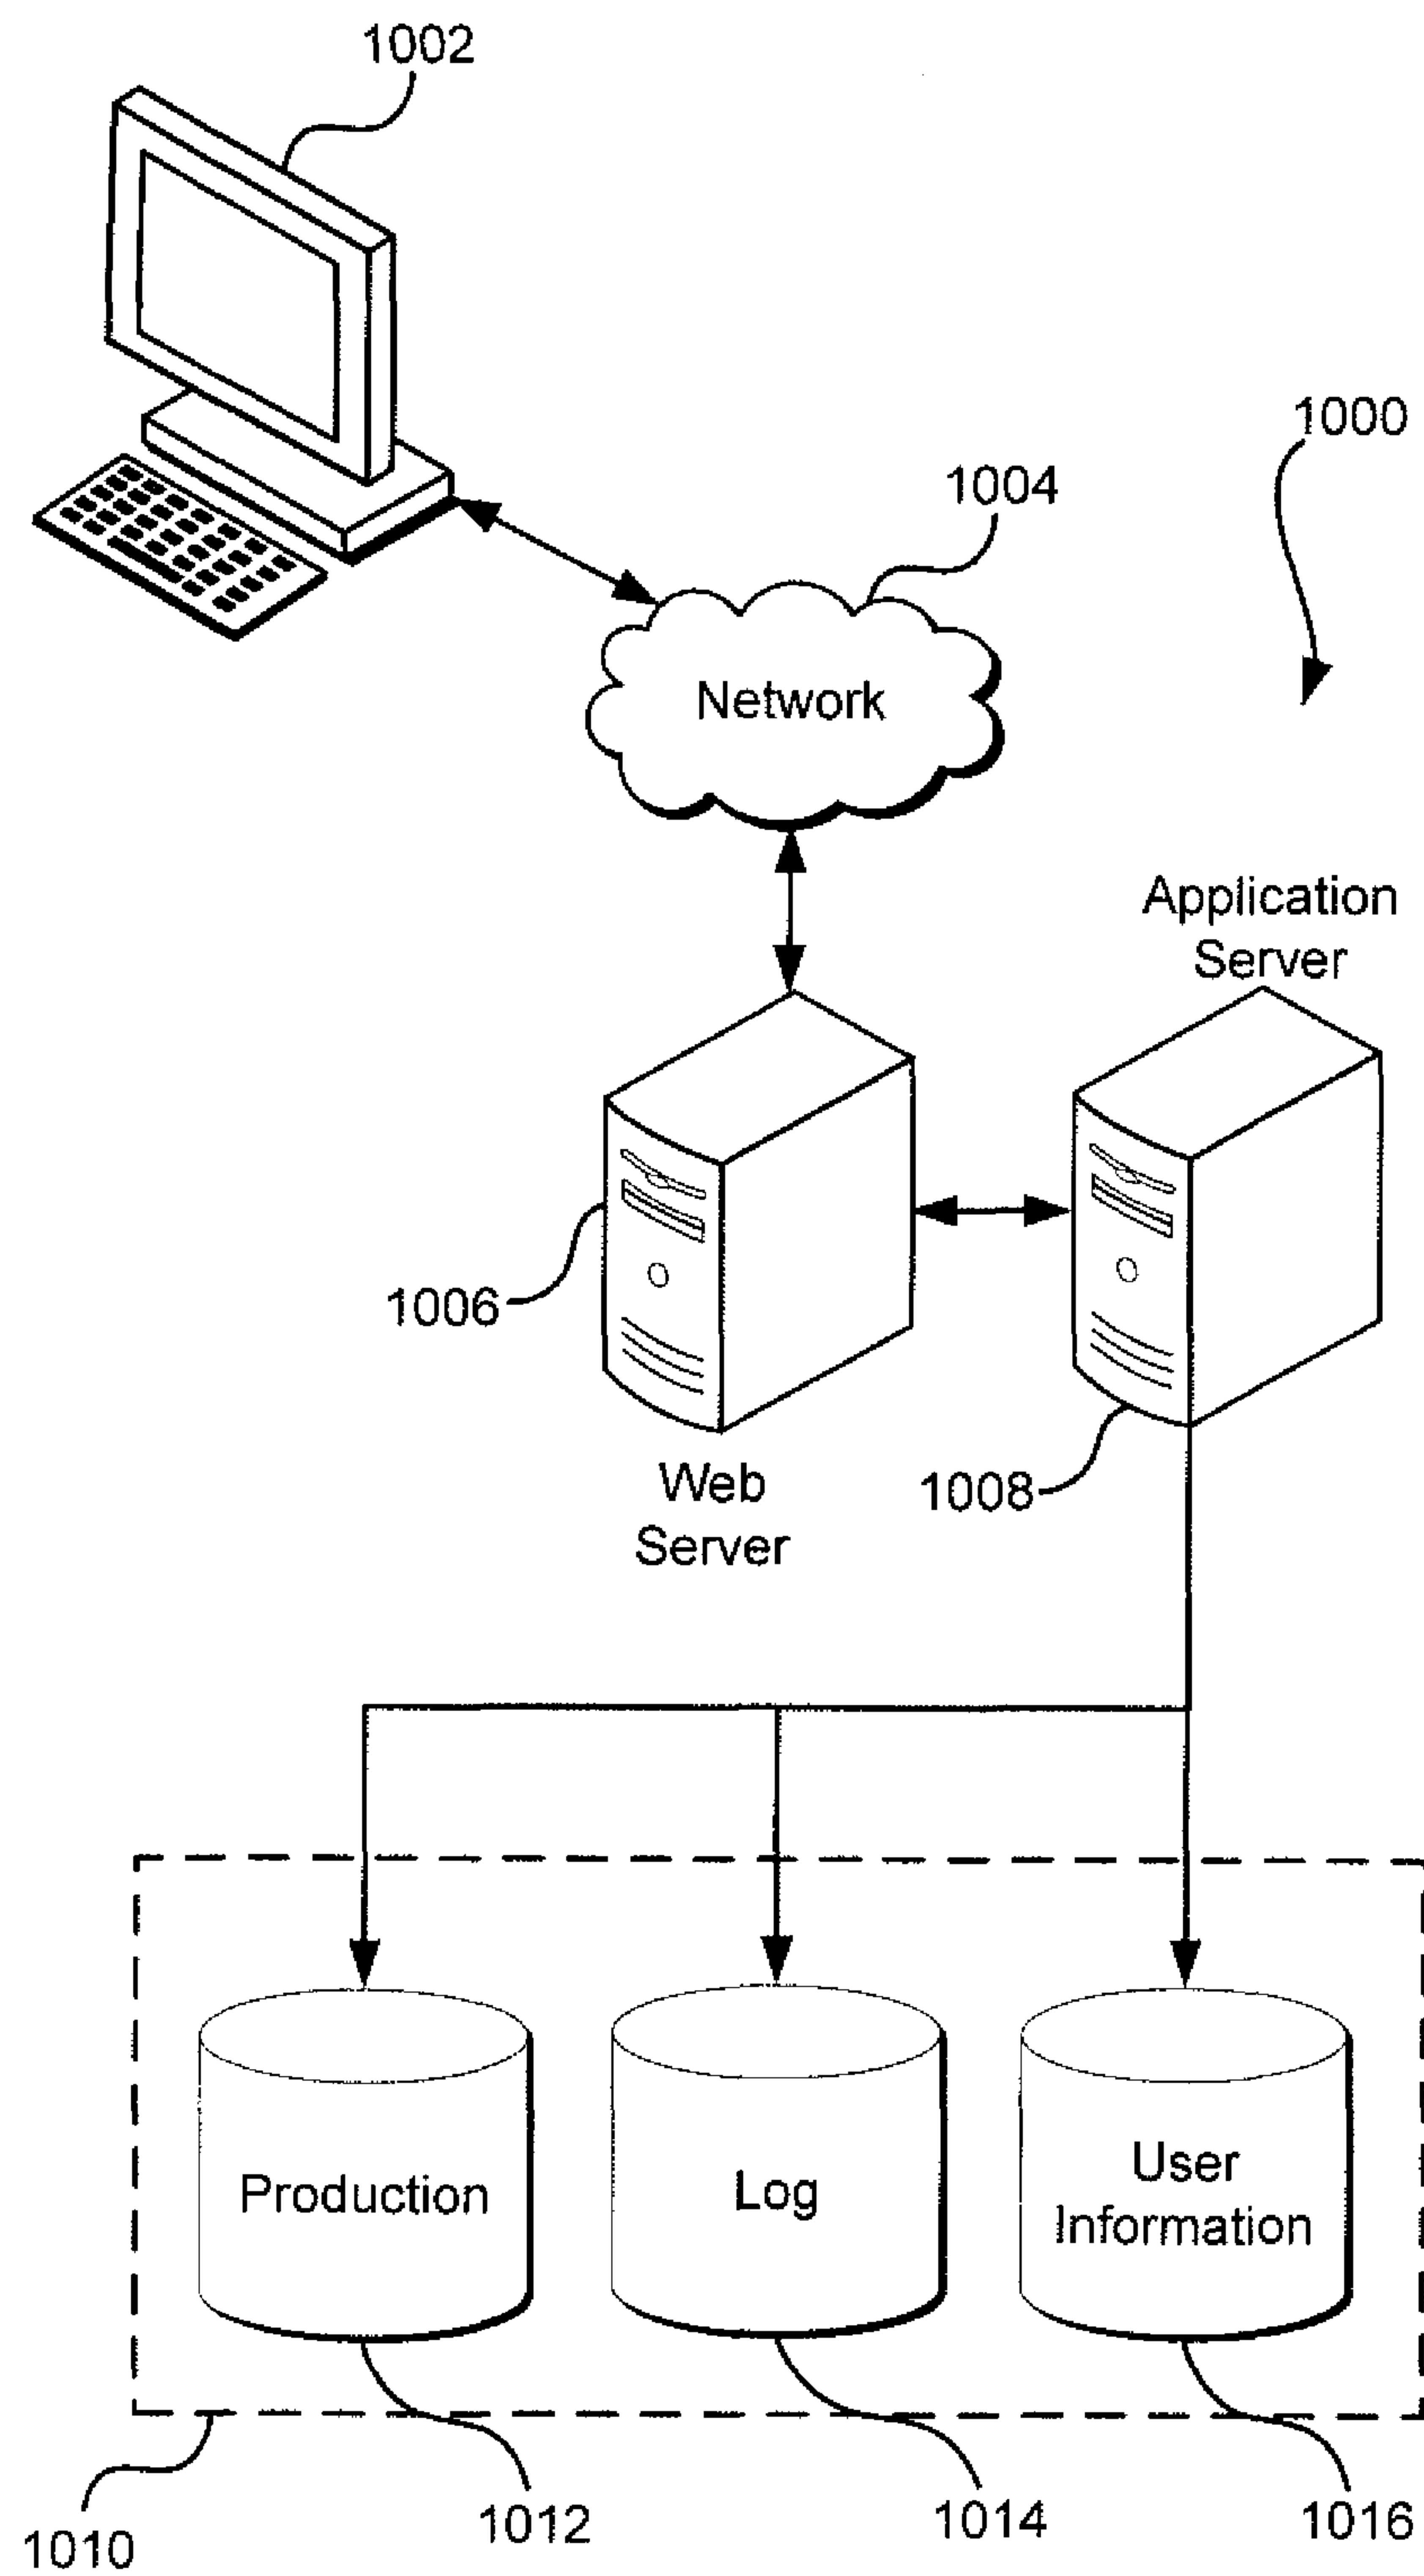 1002
1000
1004
Network
Application
Server
1006
1008
Web
Server
Production
Log
User
Information
1010
1012
1014
1016